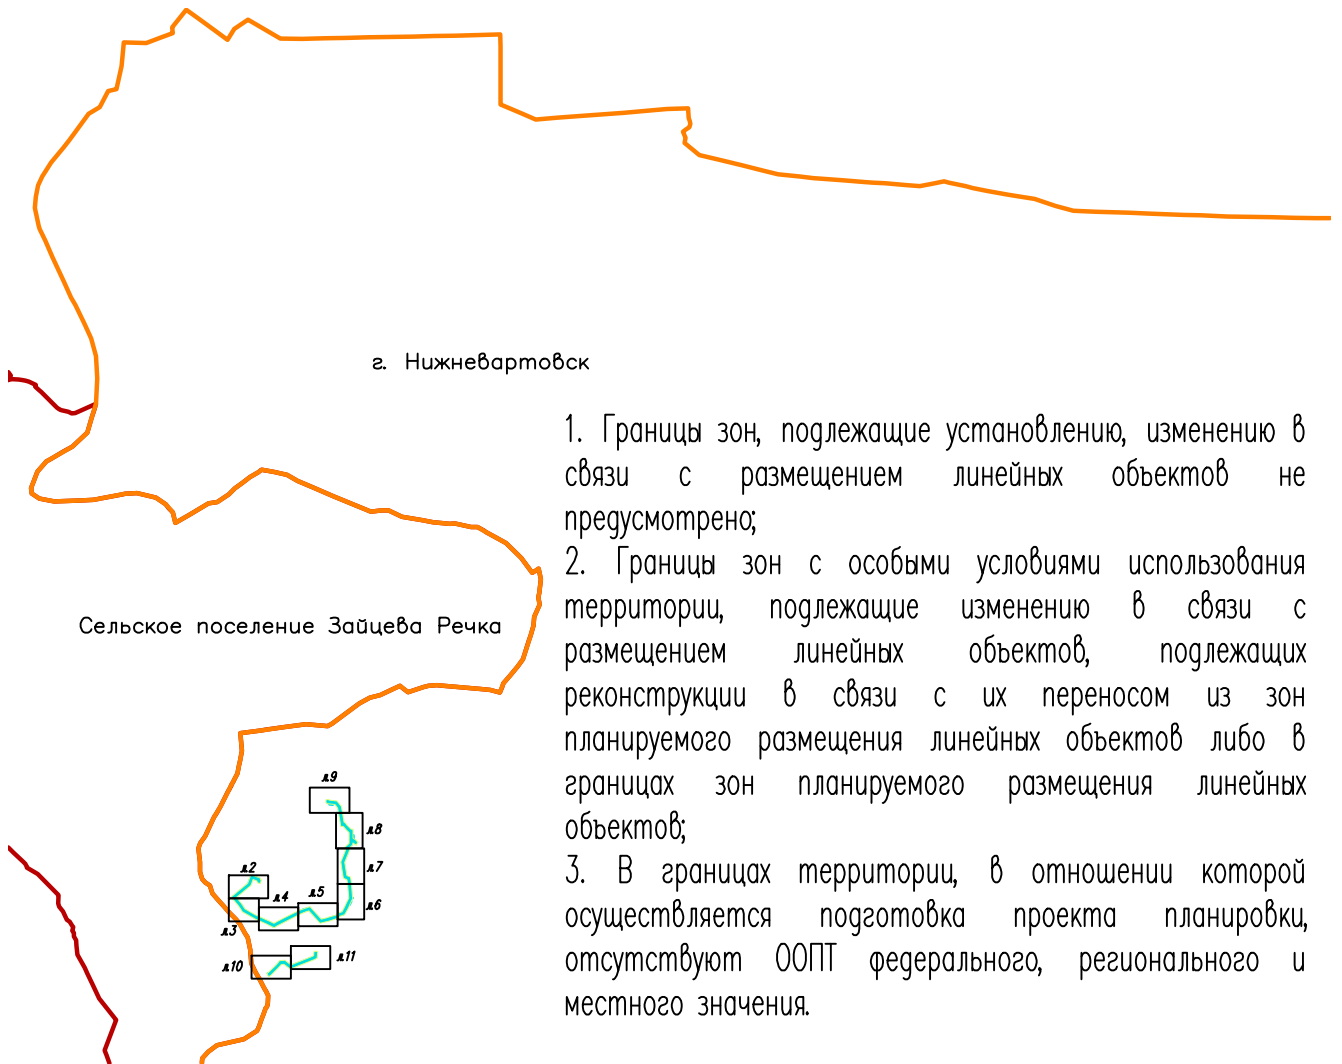 г. Нижневартовск
1. Границы зон, подлежащие установлению, изменению в
связи с размещением линейных объектов не
предусмотрено;
2. Границы зон с особыми условиями использования
территории, подлежащие изменению в связи с
размещением линейных объектов, подлежащих
реконструкции в связи с их переносом из зон
планируемого размещения линейных объектов либо в
границах зон планируемого размещения линейных
объектов;
3. В границах территории, в отношении которой
осуществляется подготовка проекта планировки,
отсутствуют ООПТ федерального, регионального и
местного значения.
Сельское поселение Зайцева Речка
л9
л8
л7
л2
л4
л5
л6
л3
л10
л11